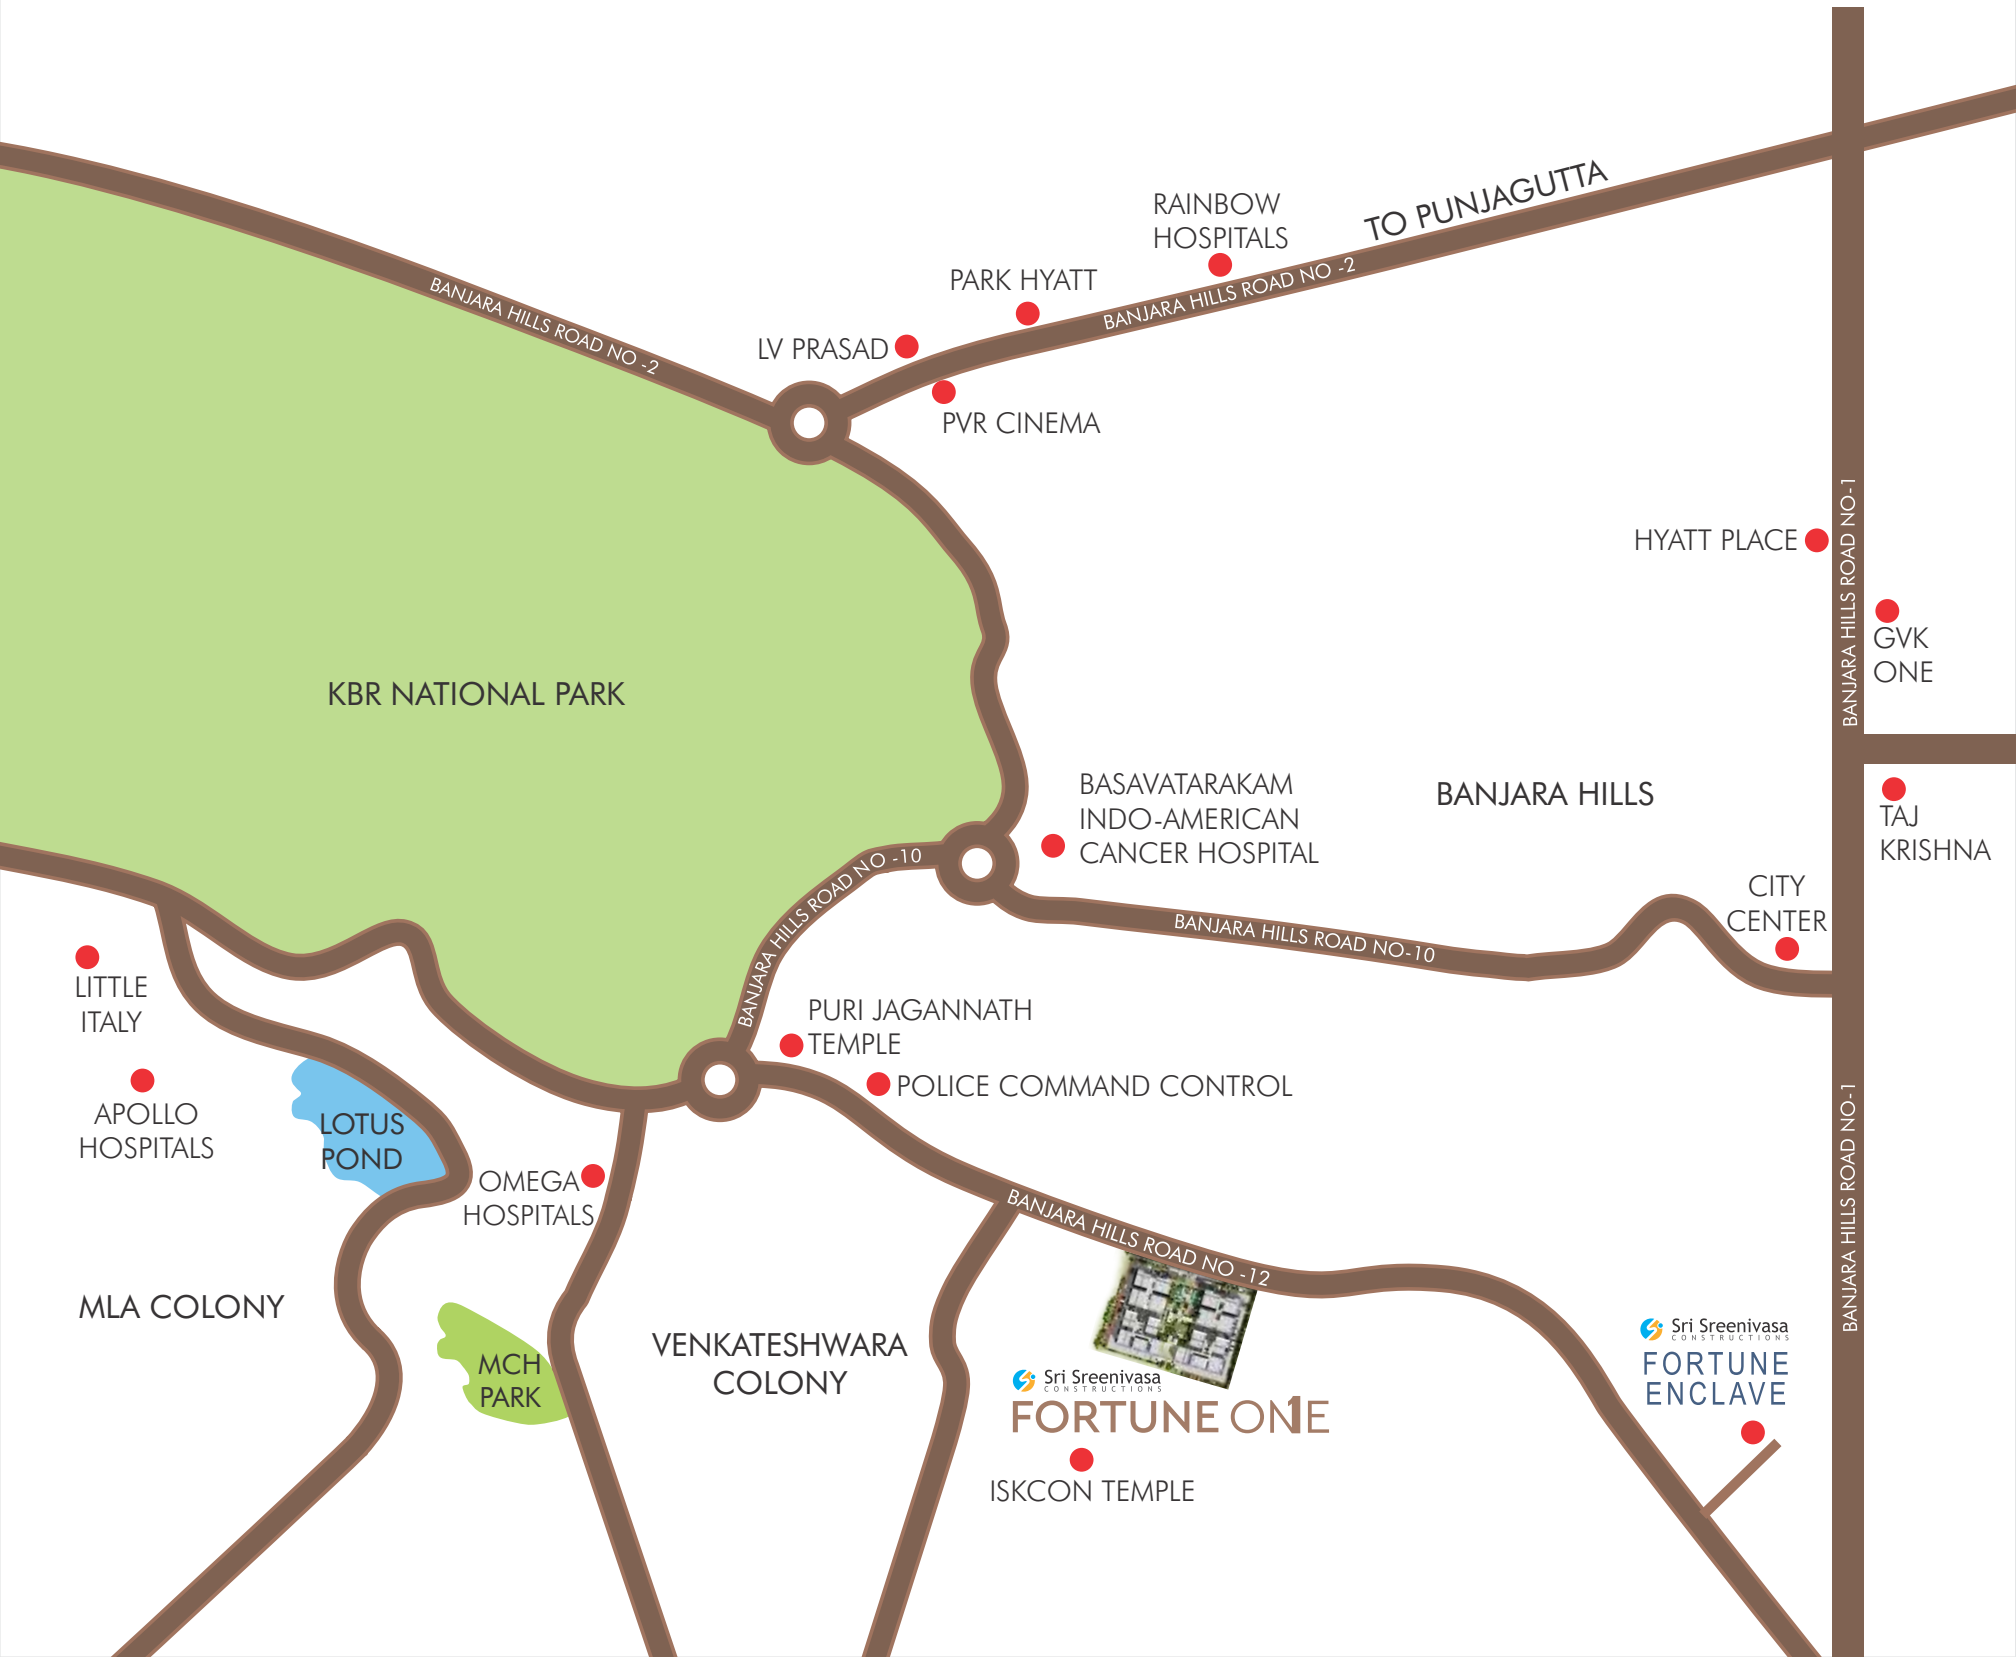 TO PUNJAGUTTA
RAINBOW
HOSPITALS
BANJARA HILLS ROAD NO -2
PARK HYATT
BANJARA HILLS ROAD NO -2
LV PRASAD
PVR CINEMA
HYATT PLACE
BANJARA HILLS ROAD NO-1
GVK
ONE
KBR NATIONAL PARK
BASAVATARAKAM
INDO-AMERICAN
CANCER HOSPITAL
BANJARA HILLS
TAJ
KRISHNA
CITY
CENTER
BANJARA HILLS ROAD NO -10
BANJARA HILLS ROAD NO-10
LITTLE
ITALY
PURI JAGANNATH
TEMPLE
POLICE COMMAND CONTROL
APOLLO
HOSPITALS
LOTUS
POND
OMEGA
HOSPITALS
BANJARA HILLS ROAD NO -12
BANJARA HILLS ROAD NO-1
MLA COLONY
MCH
PARK
VENKATESHWARA
COLONY
Sri Sreenivasa
CONSTRUCTIONS
FORTUNE ON1E
ISKCON TEMPLE
Sri Sreenivasa
CONSTRUCTIONS
FORTUNE
ENCLAVE